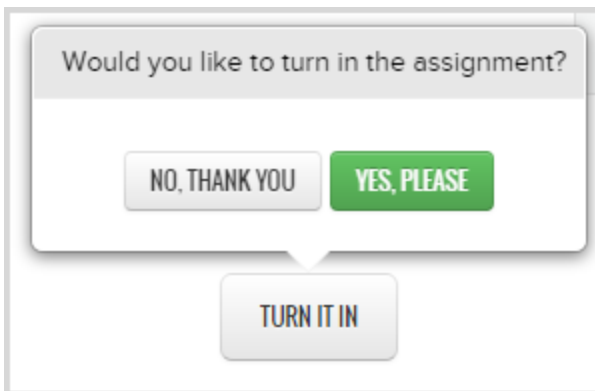 Would you like to turn in the assignment?
NO, THANK YOU YES, PLEASE
TURN IT IN